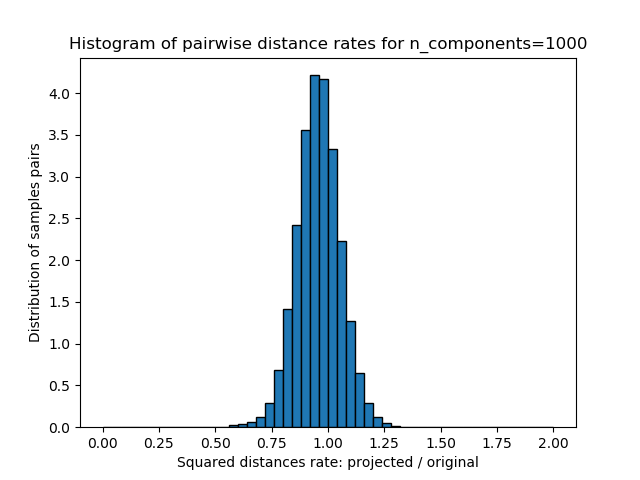 Histogram of pairwise distance rates for n_components=1000
Distribution of samples pairs
4.0
3.5
3.0
2.5
2.0
1.5
1.0
0.5
0.0
0.00 0.25 0.50 0.75 1.00 1.25 1.50 1.75 2.00
Squared distances rate: projected / original